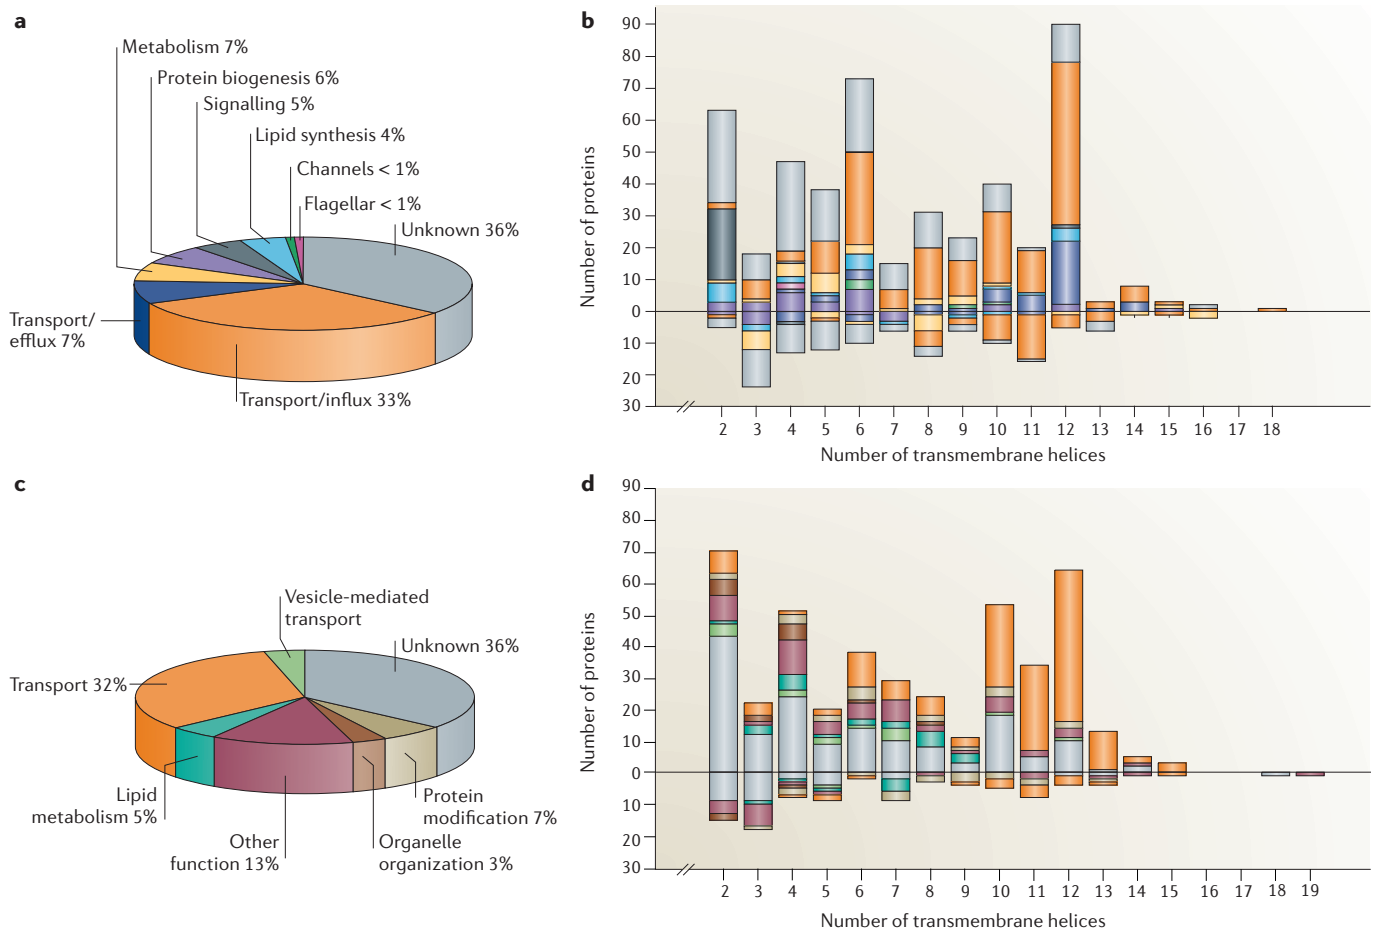 a
Metabolism 7%
Protein biogenesis 6%
Signalling 5%
Lipid synthesis 4%
Channels < 1%
Flagellar < 1%
Unknown 36%
Transport/
efflux 7%
Transport/influx 33%
b
Number of proteins
90
80
70
60
50
40
30
20
10
0
10
20
30
2 3 4 5 6 7 8 9 10 11 12 13 14 15 16 17 18
Number of transmembrane helices
c
Vesicle-mediated
transport
Unknown 36%
Transport 32%
Lipid
metabolism 5%
Other
function 13%
Organelle
organization 3%
Protein
modification 7%
d
Number of proteins
90
80
70
60
50
40
30
20
10
0
10
20
30
2 3 4 5 6 7 8 9 10 11 12 13 14 15 16 17 18 19
Number of transmembrane helices